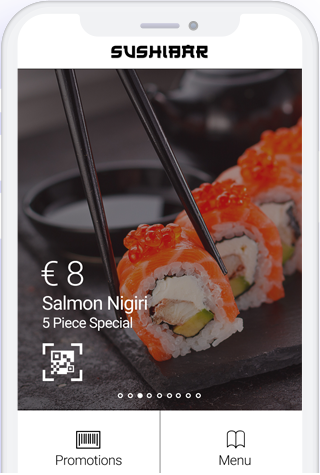 SUSHIBAR
€ 8
Salmon Nigiri
5 Piece Special
Promotions
Menu